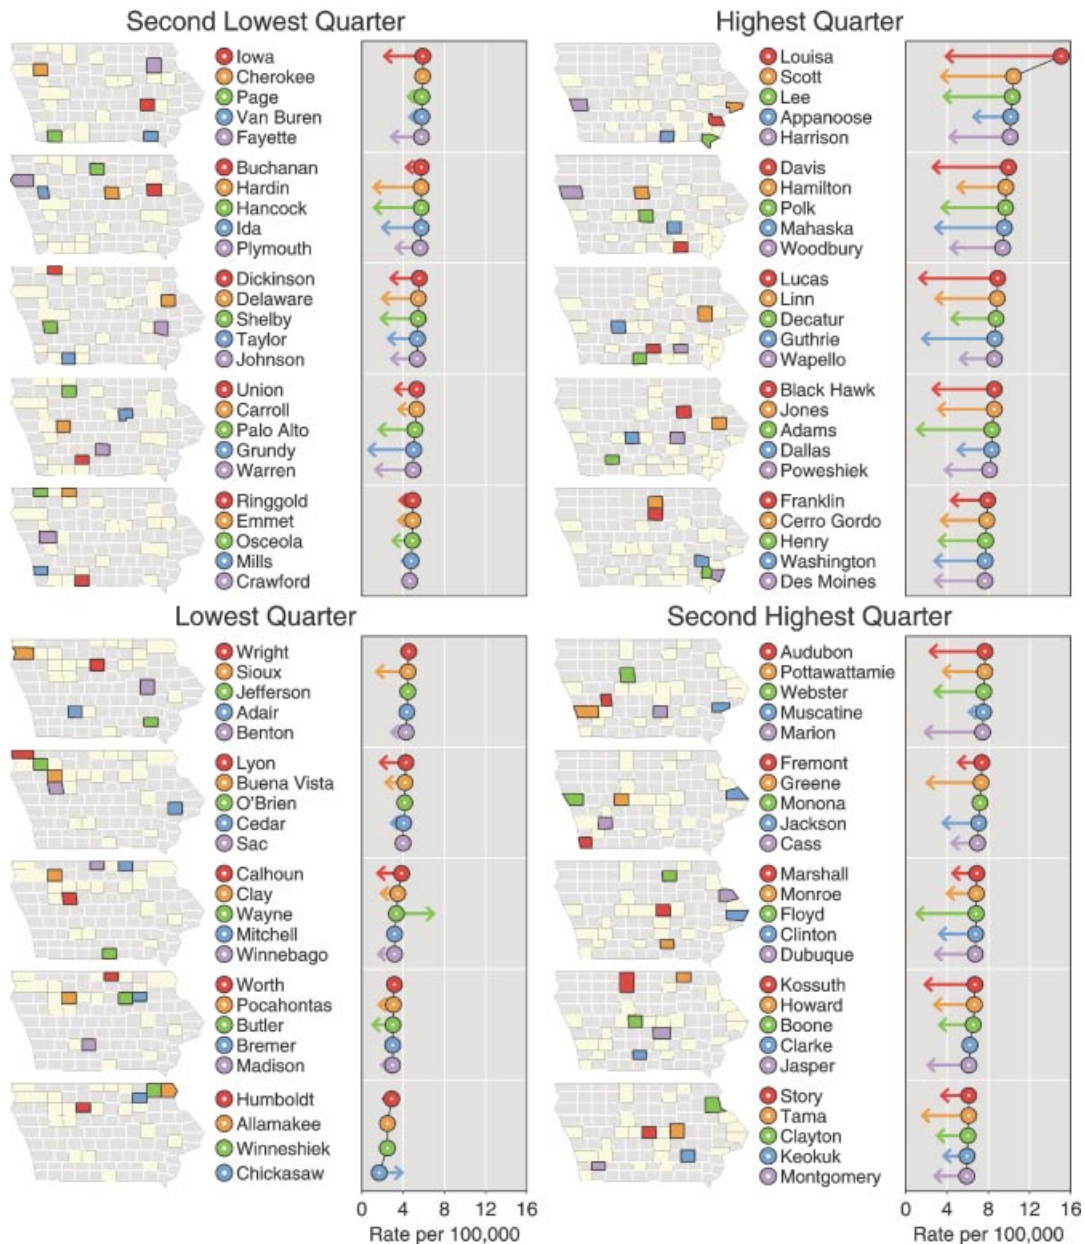 Second Lowest Quarter
Iowa
Cherokee
Page
Van Buren
Fayette
Buchanan
Hardin
Hancock
Ida
Plymouth
Dickinson
Delaware
Shelby
Taylor
Johnson
Union
Carroll
Palo Alto
Grundy
Warren
Ringgold
Emmet
Osceola
Mills
Crawford
Lowest Quarter
Wright
Sioux
Jefferson
Adair
Benton
Lyon
Buena Vista
O'Brien
Cedar
Sac
Calhoun
Clay
Wayne
Mitchell
Winnebago
Worth
Pocahontas
Butler
Bremer
Madison
Humboldt
Allamakee
Winneshiek
Chickasaw
0 4 8 12 16
Rate per 100,000
Highest Quarter
Louisa
Scott
Lee
Appanoose
Harrison
Davis
Hamilton
Polk
Mahaska
Woodbury
Lucas
Linn
Decatur
Guthrie
Wapello
Black Hawk
Jones
Adams
Dallas
Poweshiek
Franklin
Cerro Gordo
Henry
Washington
Des Moines
Second Highest Quarter
Audubon
Pottawattamie
Webster
Muscatine
Marion
Fremont
Greene
Monona
Jackson
Cass
Marshall
Monroe
Floyd
Clinton
Dubuque
Kossuth
Howard
Boone
Clarke
Jasper
Story
Tama
Clayton
Keokuk
Montgomery
0 4 8 12 16
Rate per 100,000